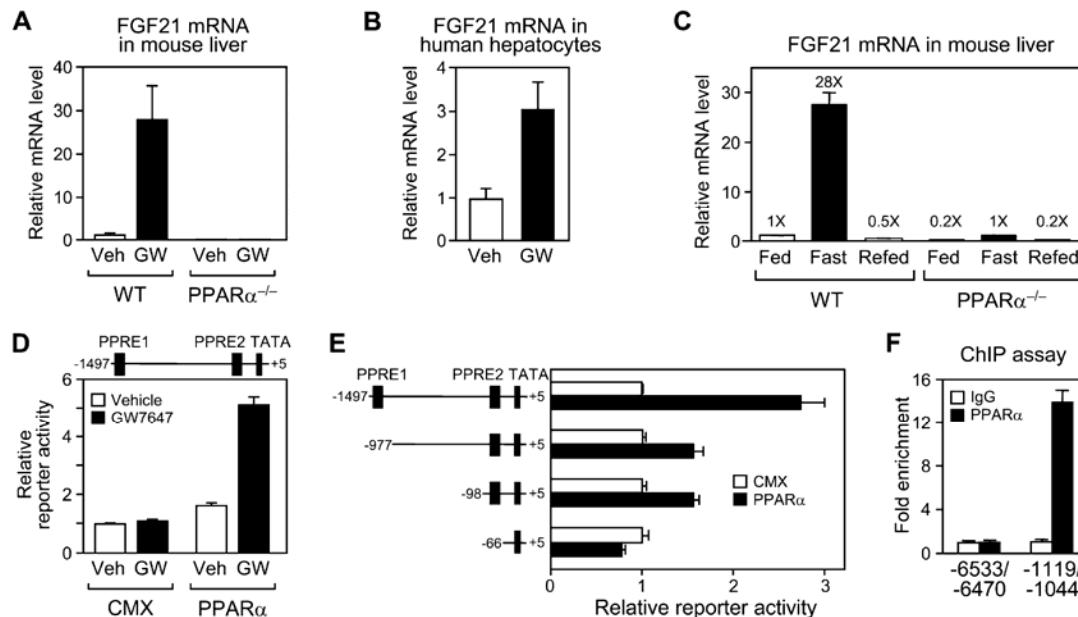 A
FGF21 mRNA
in mouse liver
Relative mRNA level
40
30
20
10
0
Veh GW Veh GW
WT PPARα−/−
B
FGF21 mRNA in
human hepatocytes
Relative mRNA level
4
3
2
1
0
Veh GW
C
FGF21 mRNA in mouse liver
Relative mRNA level
30
20
10
0
1X 28X 0.5X 0.2X 1X 0.2X
Fed Fast Refed Fed Fast Refed
WT PPARα−/−
D
PPRE1 PPRE2 TATA
-1497 +5
Relative
reporter activity
6
4
2
0
Vehicle
GW7647
Veh GW Veh GW
CMX PPARα
E
PPRE1 PPRE2 TATA
-1497 +5
-977 +5
-98 +5
-66 +5
CMX
PPARα
0 1 2 3
Relative reporter activity
F
ChIP assay
Fold enrichment
16
12
8
4
0
IgG
PPARα
-6533/ -1119/
-6470 -1044